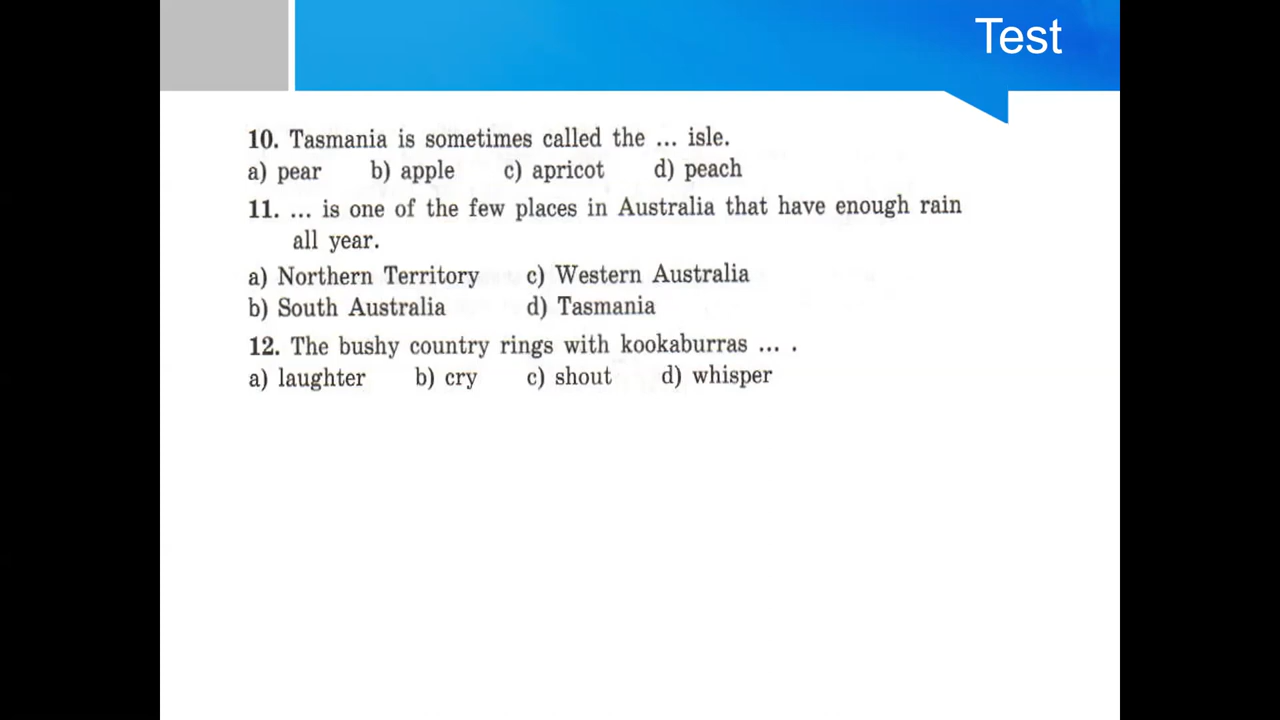 Test
10. Tasmania is sometimes called the ... isle.
a) pear b) apple c) apricot d) peach
11. ... is one of the few places in Australia that have enough rain
all year.
a) Northern Territory c) Western Australia
b) South Australia d) Tasmania
12. The bushy country rings with kookaburras ... .
a) laughter b) cry c) shout d) whisper